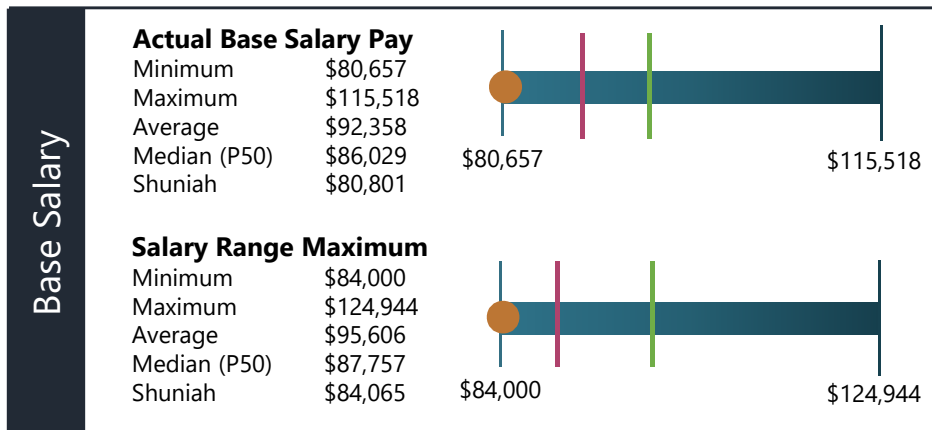 Base Salary
Actual Base Salary Pay
Minimum $80,657
Maximum $115,518
Average $92,358
Median (P50) $86,029
Shuniah $80,801
$80,657 $115,518
Salary Range Maximum
Minimum $84,000
Maximum $124,944
Average $95,606
Median (P50) $87,757
Shuniah $84,065
$84,000 $124,944